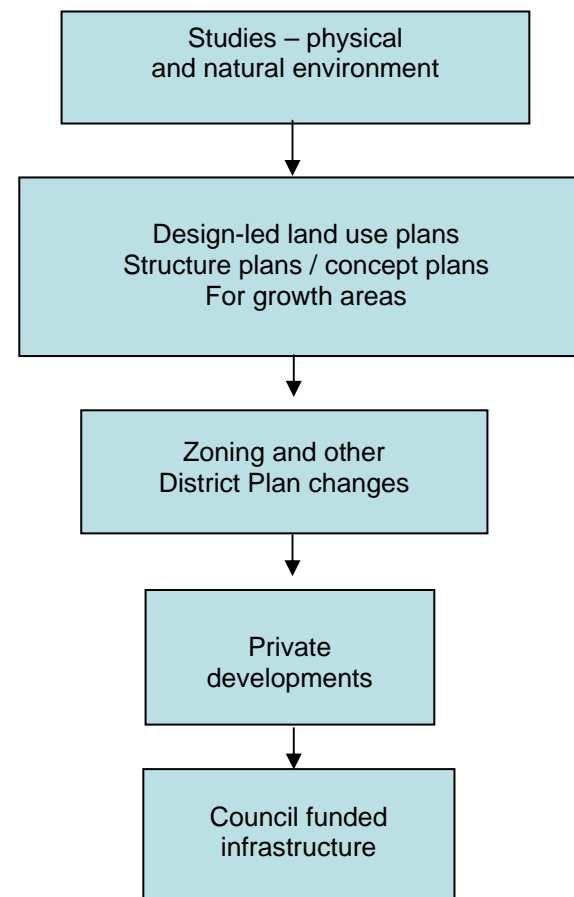 Studies – physical
and natural environment
Design-led land use plans
Structure plans / concept plans
For growth areas
Zoning and other
District Plan changes
Private
developments
Council funded
infrastructure